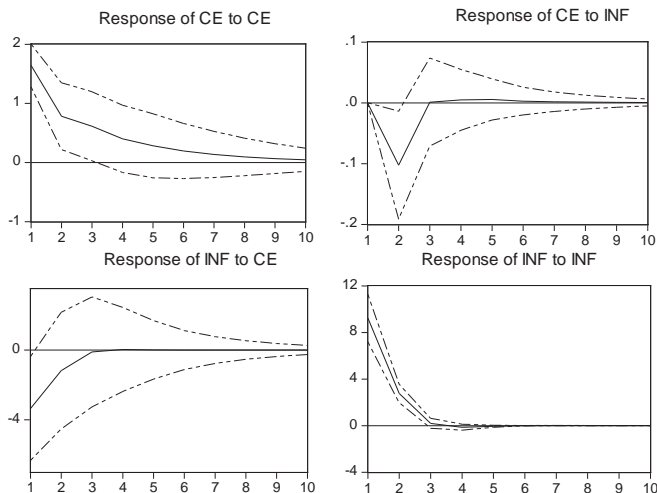 Response of CE to CE
2
1
0
-1
1 2 3 4 5 6 7 8 9 10
Response of CE to INF
.1
.0
-.1
-.2
1 2 3 4 5 6 7 8 9 10
Response of INF to CE
0
-4
1 2 3 4 5 6 7 8 9 10
Response of INF to INF
12
8
4
0
-4
1 2 3 4 5 6 7 8 9 10